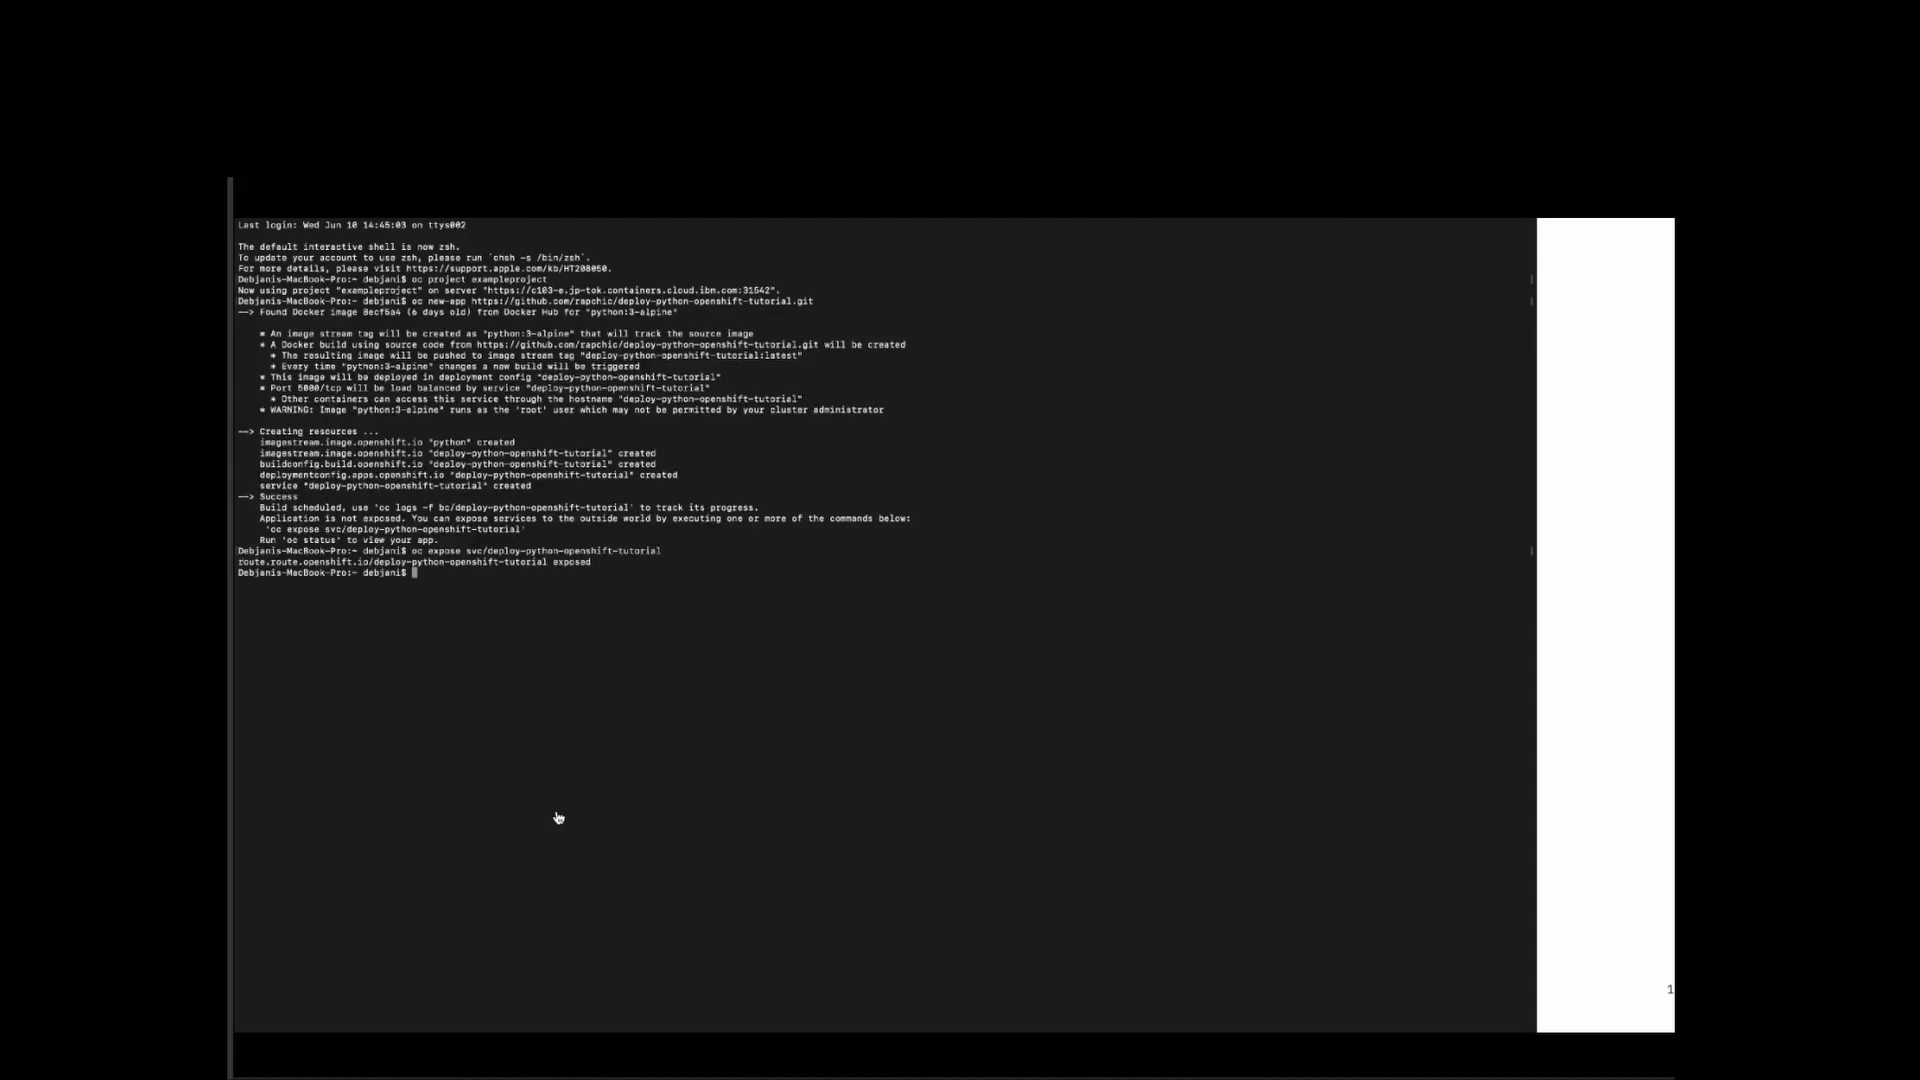 Last login: Wed Jun 10 14:45:03 on ttys002
The default interactive shell is now zsh.
To update your account to use zsh, please run `chsh -s /bin/zsh`.
For more details, please visit https://support.apple.com/kb/HT208050.
Debjanis-MacBook-Pro:~ debjani$ oc project exampleproject
Now using project "exampleproject" on server "https://c103-e.jp-tok.containers.cloud.ibm.com:31542".
Debjanis-MacBook-Pro:~ debjani$ oc new-app https://github.com/rapchic/deploy-python-openshift-tutorial.git
--> Found Docker image 8ecf5a4 (6 days old) from Docker Hub for "python:3-alpine"
* An image stream tag will be created as "python:3-alpine" that will track the source image
* A Docker build using source code from https://github.com/rapchic/deploy-python-openshift-tutorial.git will be created
* The resulting image will be pushed to image stream tag "deploy-python-openshift-tutorial:latest"
* Every time "python:3-alpine" changes a new build will be triggered
* This image will be deployed in deployment config "deploy-python-openshift-tutorial"
* Port 5000/tcp will be load balanced by service "deploy-python-openshift-tutorial"
* Other containers can access this service through the hostname "deploy-python-openshift-tutorial"
* WARNING: Image "python:3-alpine" runs as the 'root' user which may not be permitted by your cluster administrator
--> Creating resources ...
imagestream.image.openshift.io "python" created
imagestream.image.openshift.io "deploy-python-openshift-tutorial" created
buildconfig.build.openshift.io "deploy-python-openshift-tutorial" created
deploymentconfig.apps.openshift.io "deploy-python-openshift-tutorial" created
service "deploy-python-openshift-tutorial" created
--> Success
Build scheduled, use 'oc logs -f bc/deploy-python-openshift-tutorial' to track its progress.
Application is not exposed. You can expose services to the outside world by executing one or more of the commands below:
'oc expose svc/deploy-python-openshift-tutorial'
Run 'oc status' to view your app.
Debjanis-MacBook-Pro:~ debjani$ oc expose svc/deploy-python-openshift-tutorial
route.route.openshift.io/deploy-python-openshift-tutorial exposed
Debjanis-MacBook-Pro:~ debjani$
1